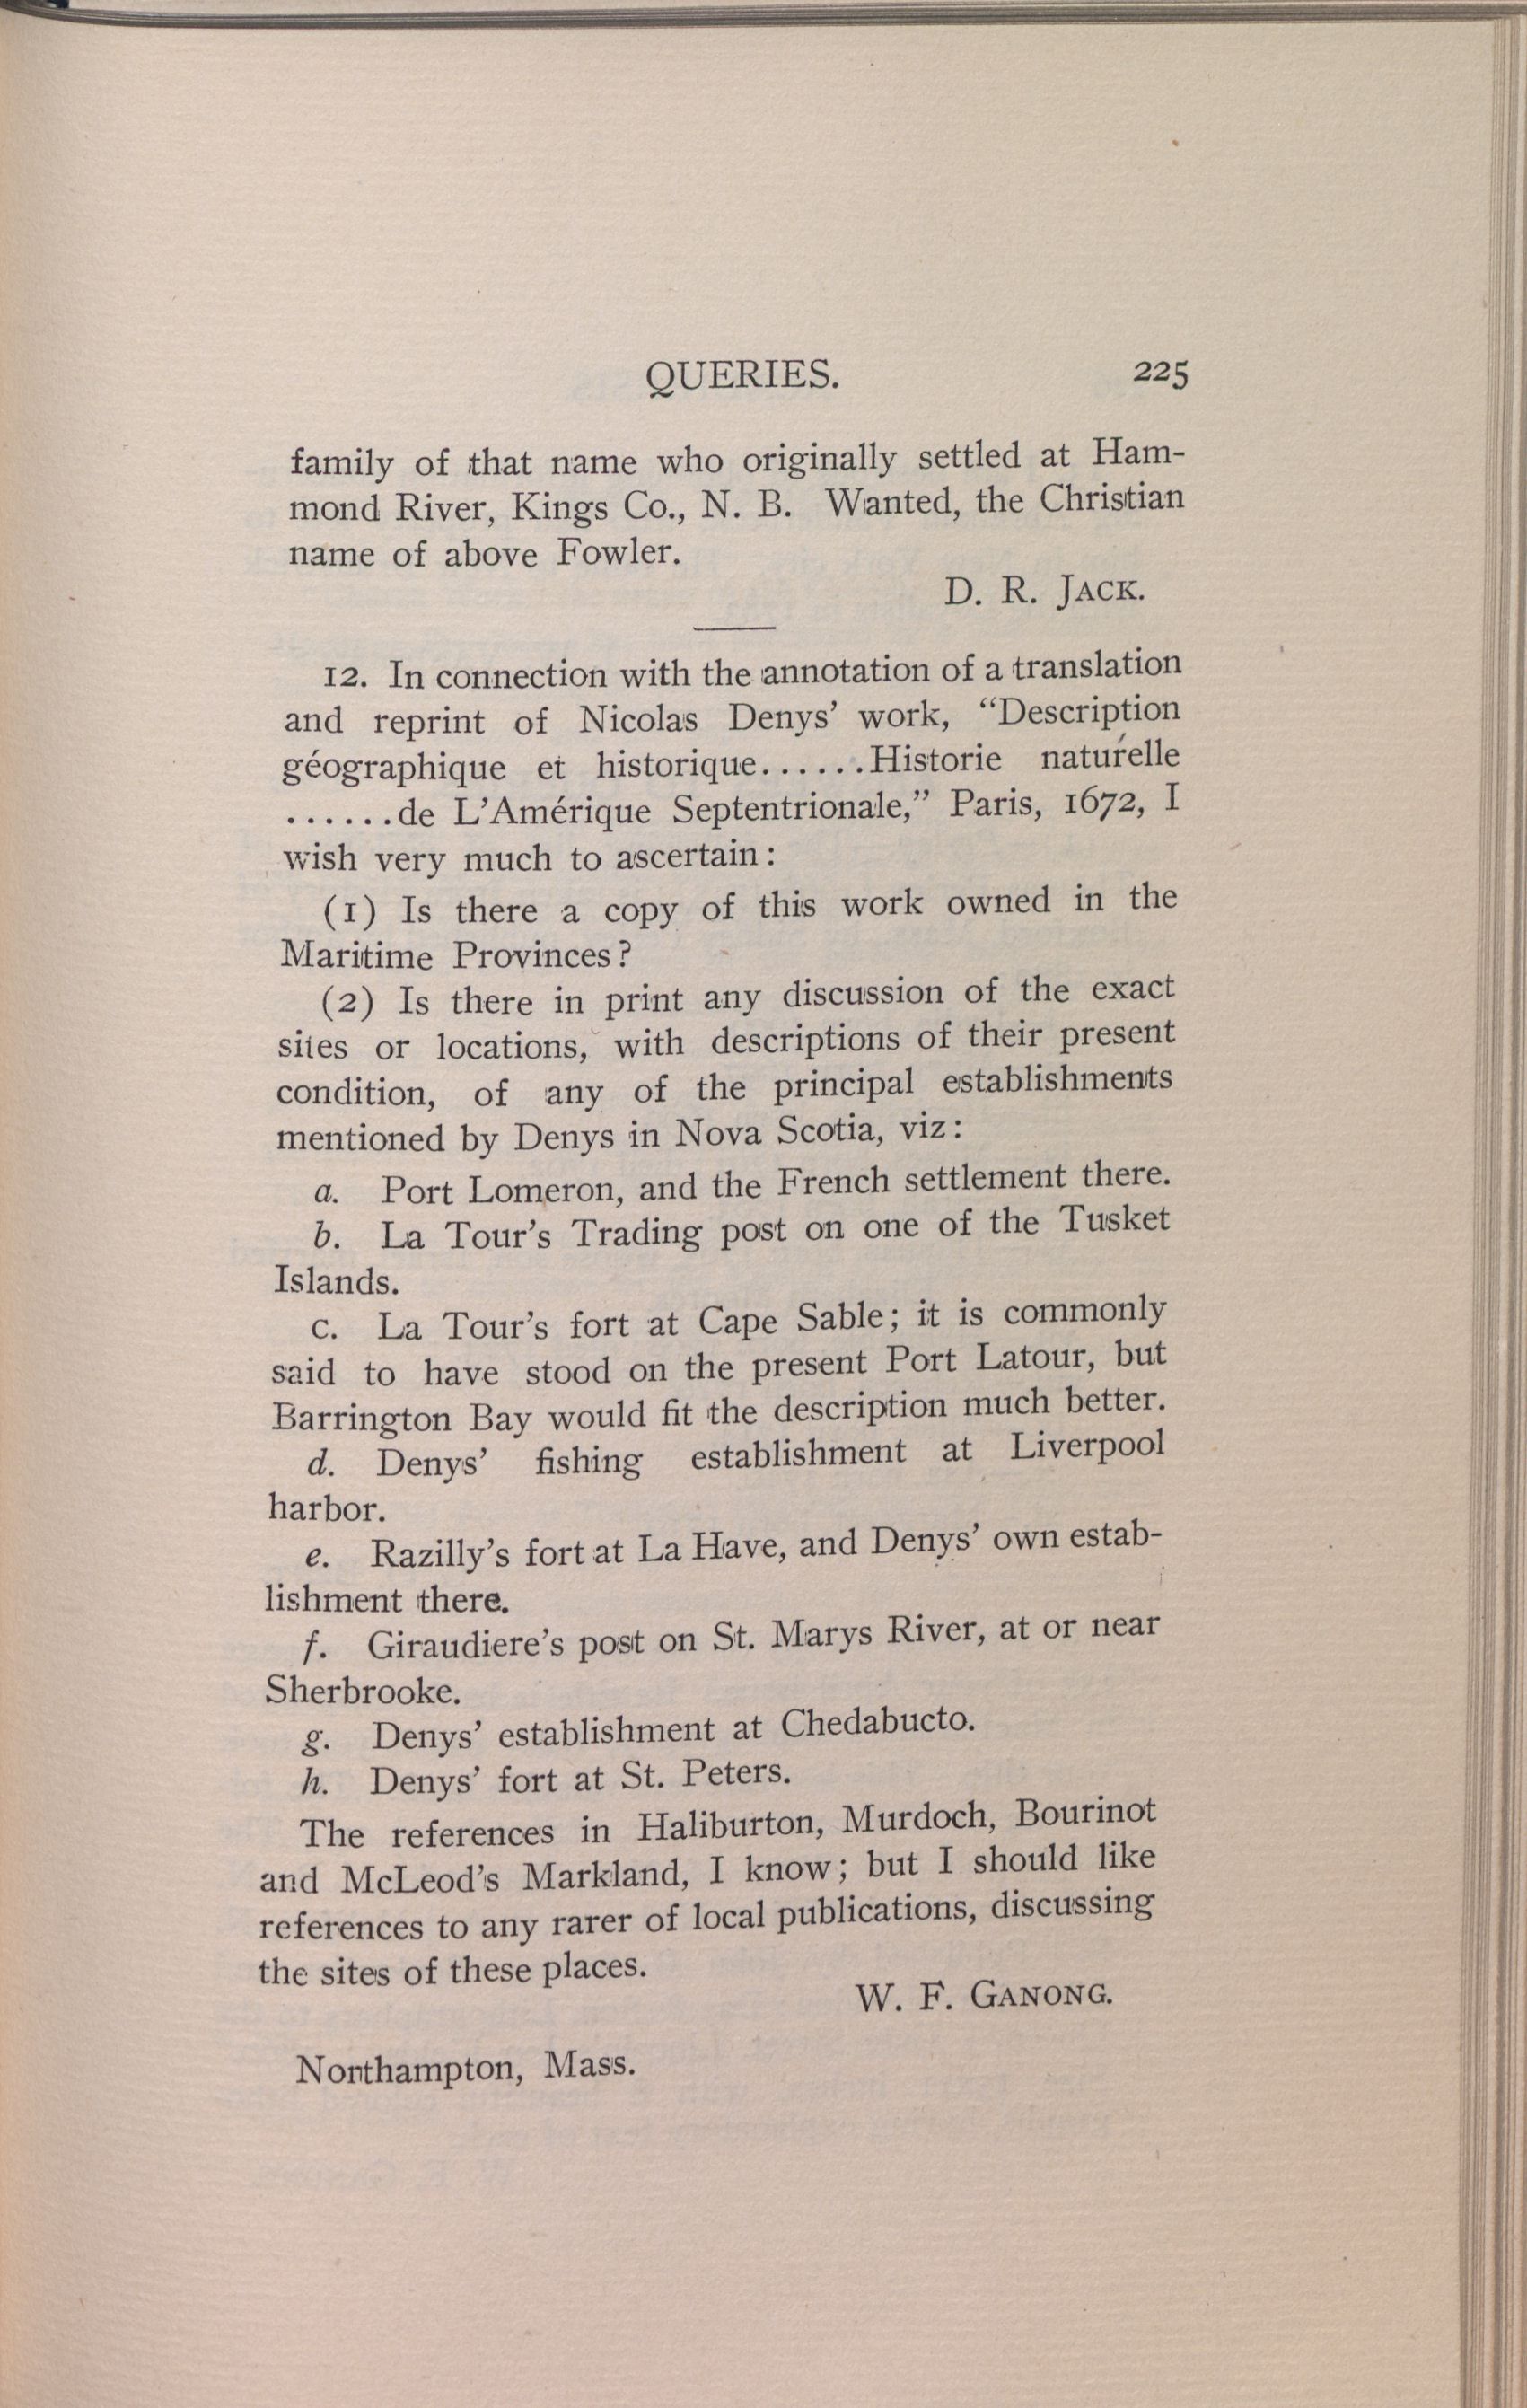 QUERIES. 225
family of that name who originally settled at Ham-
mond River, Kings Co., N. B. Wanted, the Christian
name of above Fowler.
D. R. JACK.
12. In connection with the annotation of a translation
and reprint of Nicolas Denys' work, “Description
géographique et historique......Historie naturelle
......de L'Amérique Septentrionale,” Paris, 1672, I
wish very much to ascertain:
(1) Is there a copy of this work owned in the
Maritime Provinces?
(2) Is there in print any discussion of the exact
sites or locations, with descriptions of their present
condition, of any of the principal establishments
mentioned by Denys in Nova Scotia, viz:
a. Port Lomeron, and the French settlement there.
b. La Tour's Trading post on one of the Tusket
Islands.
c. La Tour's fort at Cape Sable; it is commonly
said to have stood on the present Port Latour, but
Barrington Bay would fit the description much better.
d. Denys' fishing establishment at Liverpool
harbor.
e. Razilly's fort at La Have, and Denys' own estab-
lishment there.
f. Giraudiere's post on St. Marys River, at or near
Sherbrooke.
g. Denys' establishment at Chedabucto.
h. Denys' fort at St. Peters.
The references in Haliburton, Murdoch, Bourinot
and McLeod's Markland, I know; but I should like
references to any rarer of local publications, discussing
the sites of these places.
W. F. GANONG.
Northampton, Mass.